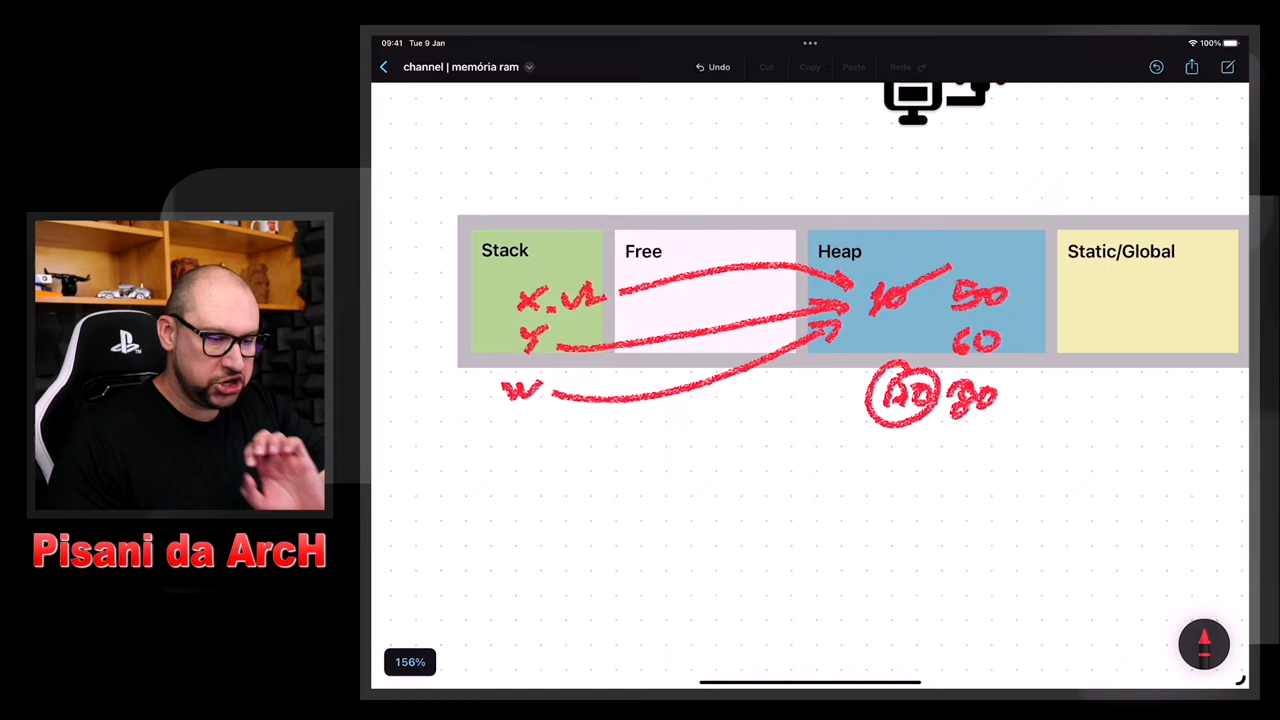 09:41 Tue 9 Jan
100%
channel | memória ram
Undo Cut Copy Paste Redo
Stack Free Heap Static/Global
10 50
Y
60
W
80
Pisani da ArcH
156%